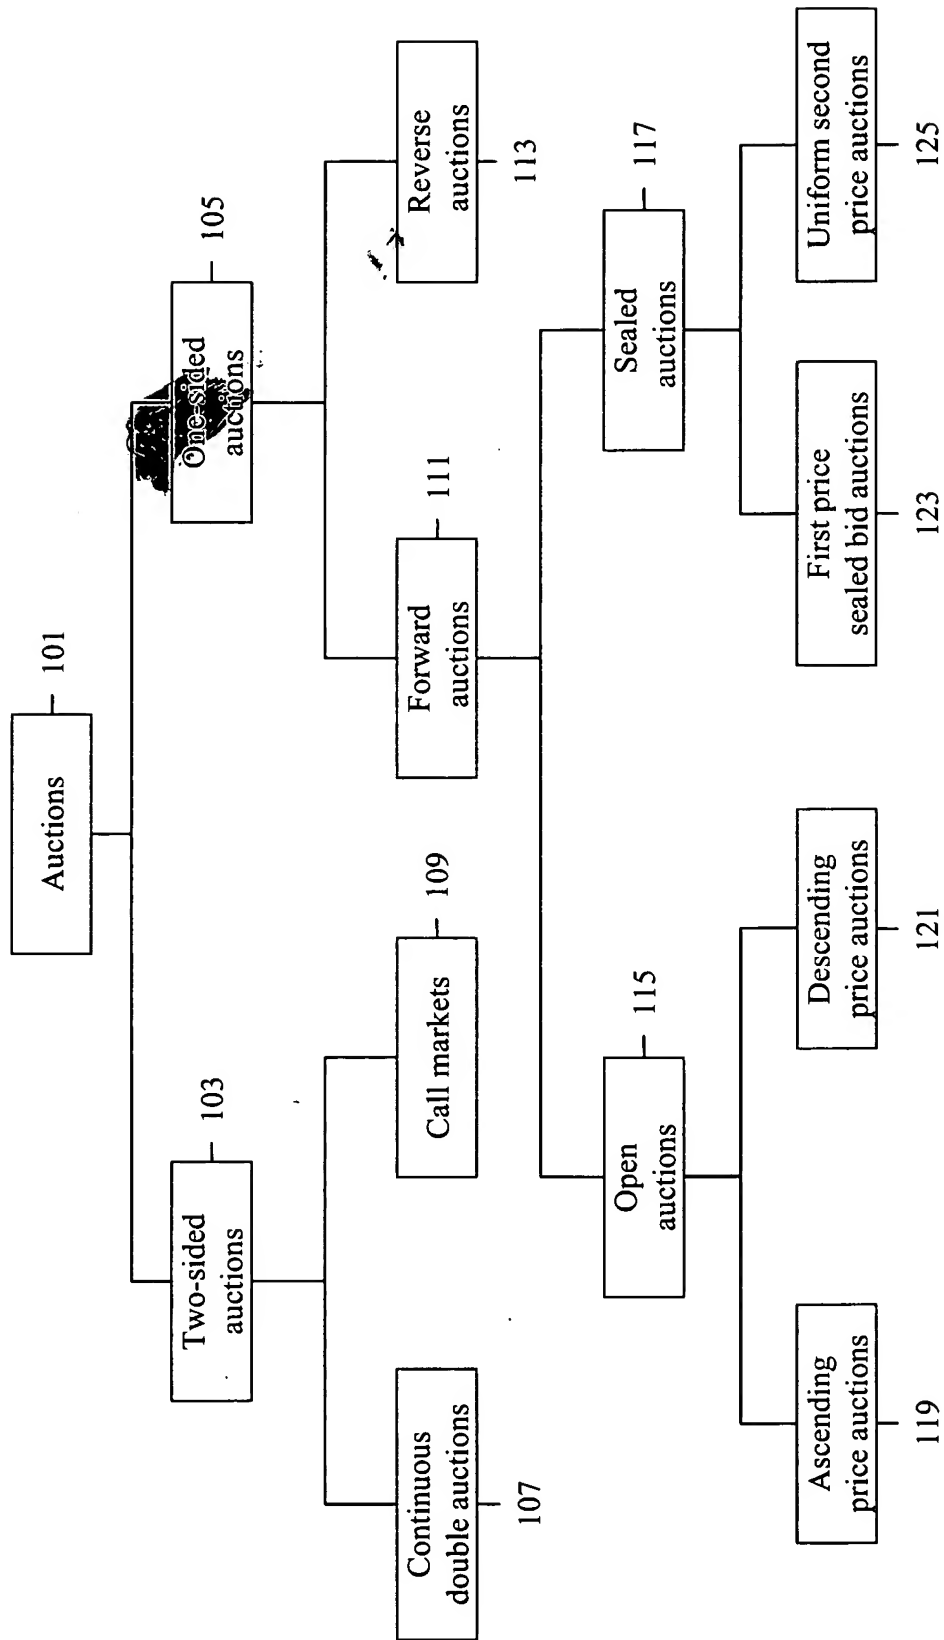 Auctions
101
Two-sided
auctions
103
One-sided
auctions
105
Continuous
double auctions
107
Call markets
109
Forward
auctions
111
Reverse
auctions
113
Open
auctions
115
Sealed
auctions
117
Ascending
price auctions
119
Descending
price auctions
121
First price
sealed bid auctions
123
Uniform second
price auctions
125